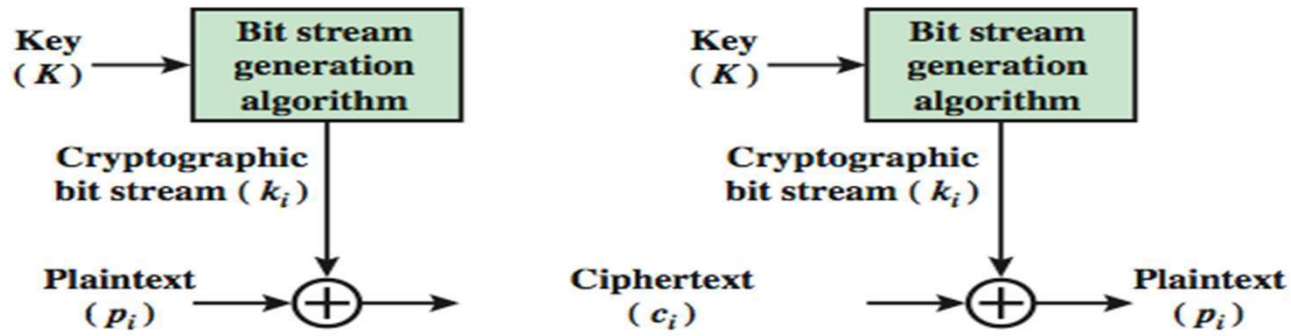 Key
( K )
Bit stream
generation
algorithm
Cryptographic
bit stream ( kᵢ )
Plaintext
( pᵢ )
Ciphertext
( cᵢ )
Key
( K )
Bit stream
generation
algorithm
Cryptographic
bit stream ( kᵢ )
Plaintext
( pᵢ )